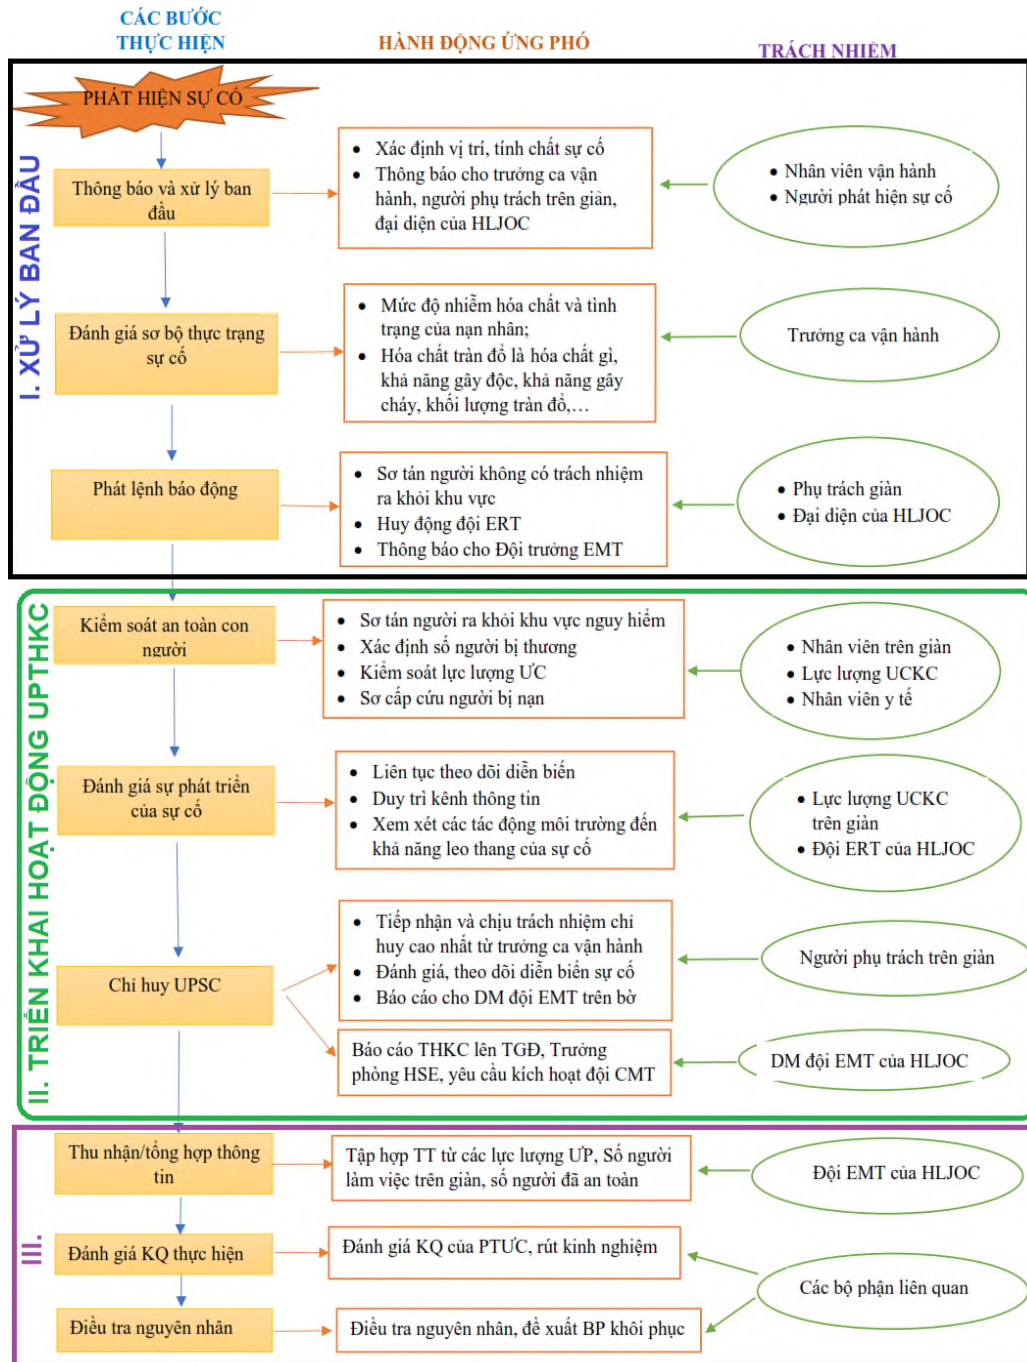 CÁC BƯỚC
THỰC HIỆN
HÀNH ĐỘNG ỨNG PHÓ
TRÁCH NHIỆM
I. XỬ LÝ BAN ĐẦU
PHÁT HIỆN SỰ CỐ
Thông báo và xử lý ban
đầu
• Xác định vị trí, tính chất sự cố
• Thông báo cho trưởng ca vận
hành, người phụ trách trên giàn,
đại diện của HLJOC
• Nhân viên vận hành
• Người phát hiện sự cố
Đánh giá sơ bộ thực trạng
sự cố
• Mức độ nhiễm hóa chất và tình
trạng của nạn nhân;
• Hóa chất tràn đổ là hóa chất gì,
khả năng gây độc, khả năng gây
cháy, khối lượng tràn đổ,...
Trưởng ca vận hành
Phát lệnh báo động
• Sơ tán người không có trách nhiệm
ra khỏi khu vực
• Huy động đội ERT
• Thông báo cho Đội trưởng EMT
• Phụ trách giàn
• Đại diện của HLJOC
II. TRIỂN KHAI HOẠT ĐỘNG UPTHKC
Kiểm soát an toàn con
người
• Sơ tán người ra khỏi khu vực nguy hiểm
• Xác định số người bị thương
• Kiểm soát lực lượng ƯC
• Sơ cấp cứu người bị nạn
• Nhân viên trên giàn
• Lực lượng UCKC
• Nhân viên y tế
Đánh giá sự phát triển
của sự cố
• Liên tục theo dõi diễn biến
• Duy trì kênh thông tin
• Xem xét các tác động môi trường đến
khả năng leo thang của sự cố
• Lực lượng UCKC
trên giàn
• Đội ERT của HLJOC
Chỉ huy UPSC
• Tiếp nhận và chịu trách nhiệm chỉ
huy cao nhất từ trưởng ca vận hành
• Đánh giá, theo dõi diễn biến sự cố
• Báo cáo cho DM đội EMT trên bờ
Người phụ trách trên giàn
Báo cáo THKC lên TGĐ, Trưởng
phòng HSE, yêu cầu kích hoạt đội CMT
DM đội EMT của HLJOC
III.
Thu nhận/tổng hợp thông
tin
Tập hợp TT từ các lực lượng ƯP, Số người
làm việc trên giàn, số người đã an toàn
Đội EMT của HLJOC
Đánh giá KQ thực hiện
Đánh giá KQ của PTƯC, rút kinh nghiệm
Các bộ phận liên quan
Điều tra nguyên nhân
Điều tra nguyên nhân, đề xuất BP khôi phục